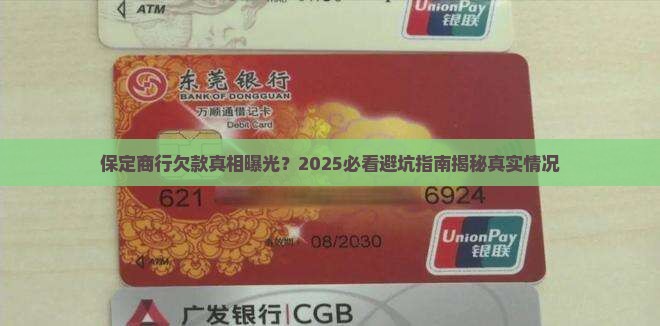 ATM
UnionPay
银联
东莞银行
BANK OF DONGGUAN
万顺通借记卡
Debit Card
保定商行欠款真相曝光？2025必看避坑指南揭秘真实情况
621 6924
有效期 08/2030
ATM
UnionPay
银联
广发银行|CGB